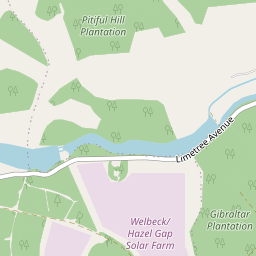 Pitiful Hill
Plantation
Limetree Avenue
Welbeck/
Hazel Gap
Solar Farm
Gibraltar
Plantation